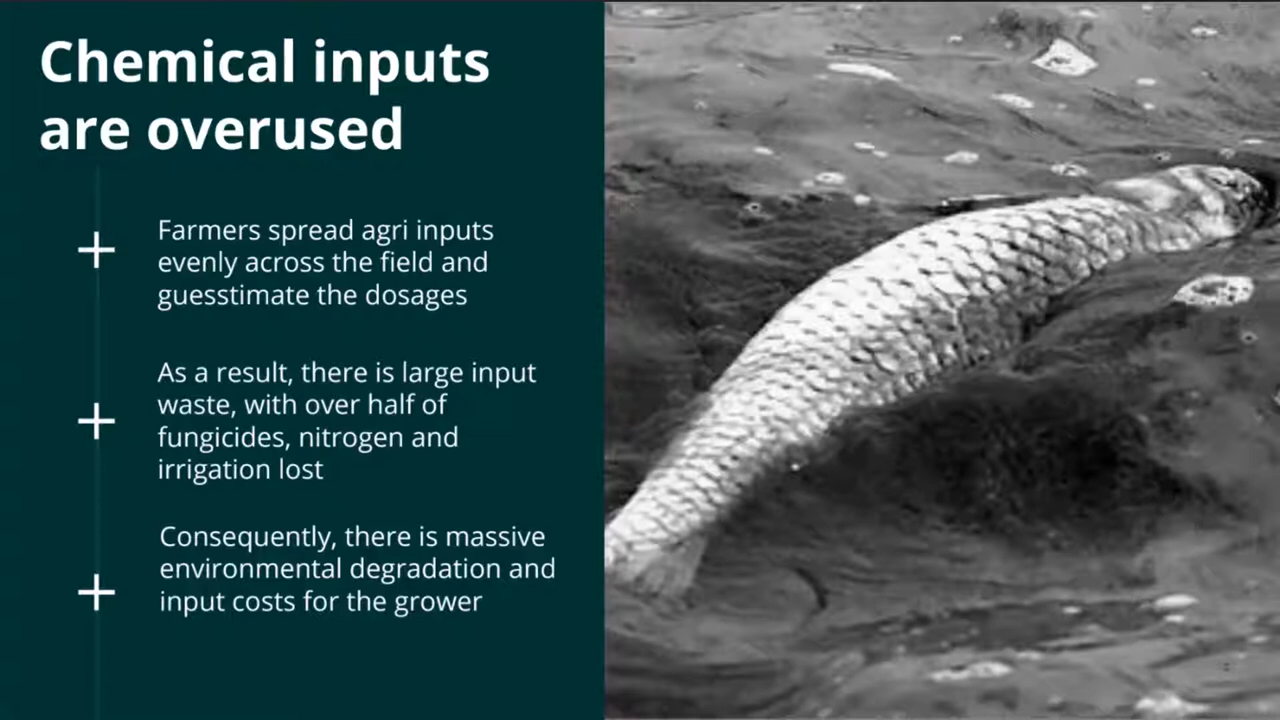 Chemical inputs
are overused
Farmers spread agri inputs
evenly across the field and
guesstimate the dosages
As a result, there is large input
waste, with over half of
fungicides, nitrogen and
irrigation lost
Consequently, there is massive
environmental degradation and
input costs for the grower